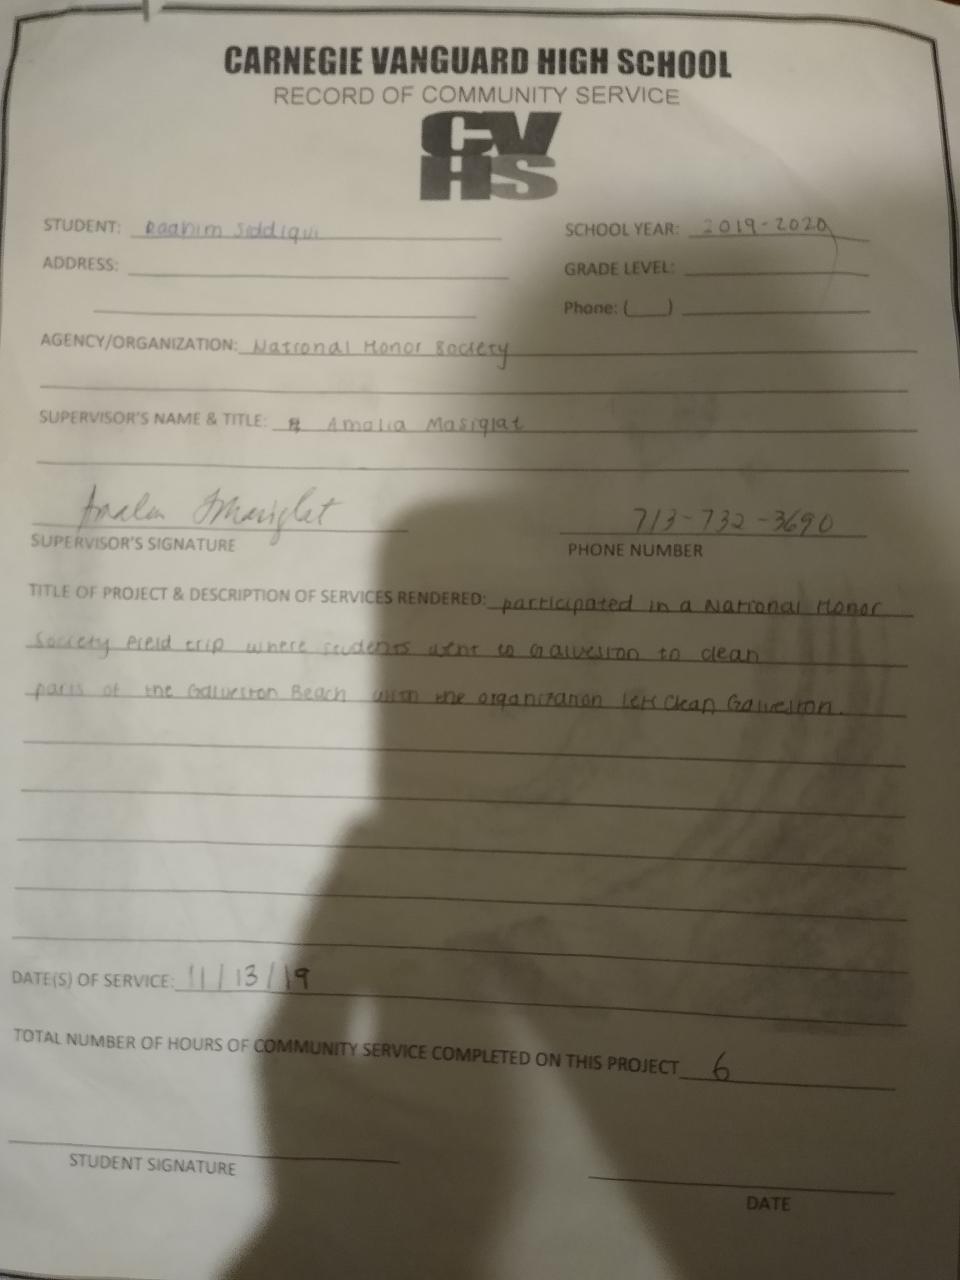 CARNEGIE VANGUARD HIGH SCHOOL
RECORD OF COMMUNITY SERVICE
CV
HS
STUDENT: Raahim Siddiqui
SCHOOL YEAR: 2019-2020
ADDRESS:
GRADE LEVEL:
Phone: ( )
AGENCY/ORGANIZATION: National Honor Society
SUPERVISOR'S NAME & TITLE: Amalia Masiglat
Amalia Masiglat
713-732-3690
SUPERVISOR'S SIGNATURE
PHONE NUMBER
TITLE OF PROJECT & DESCRIPTION OF SERVICES RENDERED: participated in a National Honor
Society field trip where students went to Galveston to clean
parts of the Galveston Beach with the organization Let's Clean Galveston.
DATE(S) OF SERVICE: 11/13/19
TOTAL NUMBER OF HOURS OF COMMUNITY SERVICE COMPLETED ON THIS PROJECT 6
STUDENT SIGNATURE
DATE